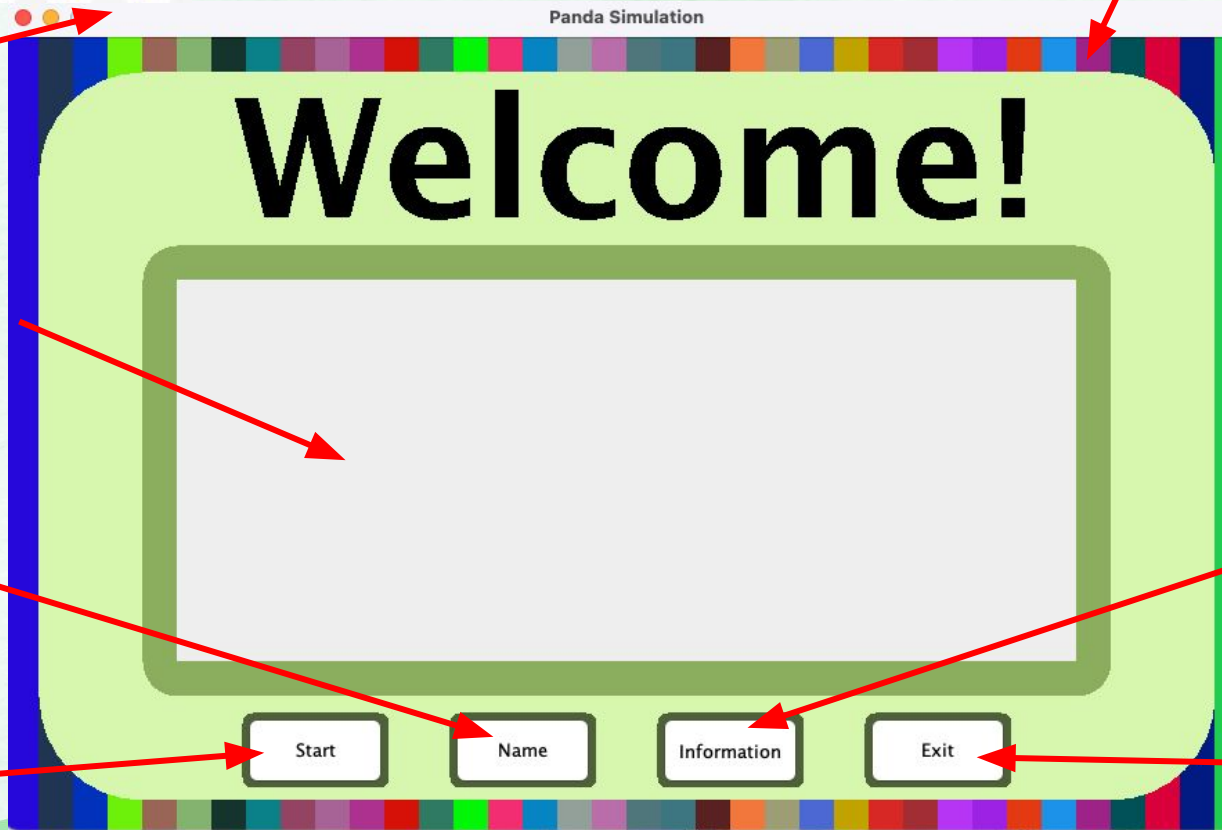 Panda Simulation
Welcome!
Start
Name
Information
Exit